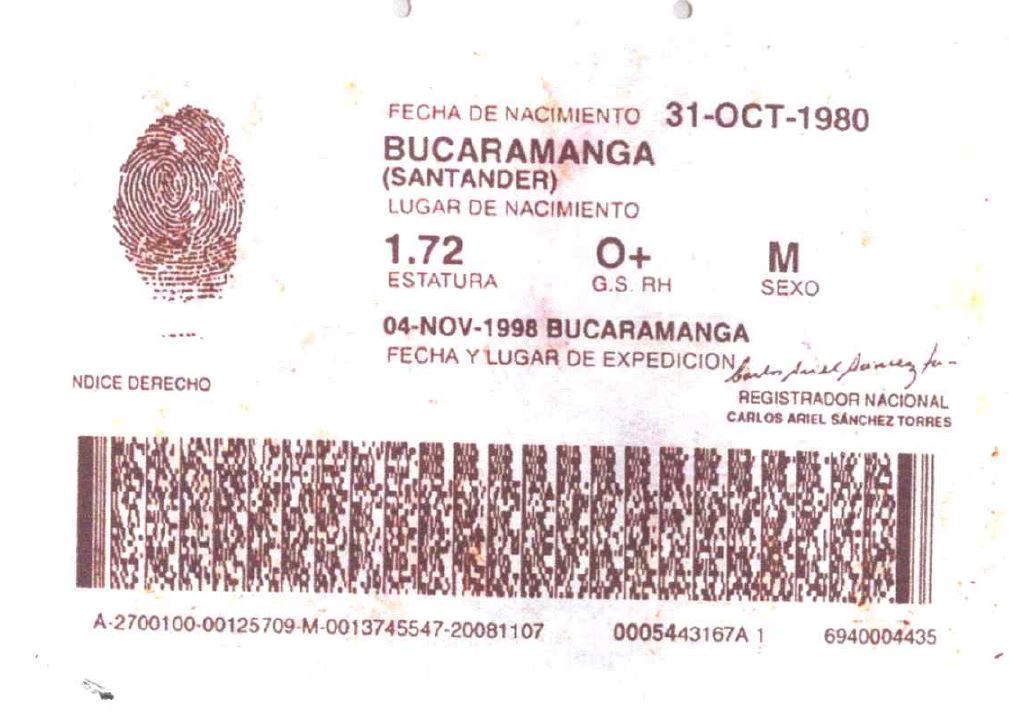 FECHA DE NACIMIENTO 31-OCT-1980
BUCARAMANGA
(SANTANDER)
LUGAR DE NACIMIENTO
1.72 O+ M
ESTATURA G.S. RH SEXO
04-NOV-1998 BUCARAMANGA
FECHA Y LUGAR DE EXPEDICION
NDICE DERECHO
REGISTRADOR NACIONAL
CARLOS ARIEL SÁNCHEZ TORRES
A-2700100-00125709-M-0013745547-20081107 0005443167A 1 6940004435